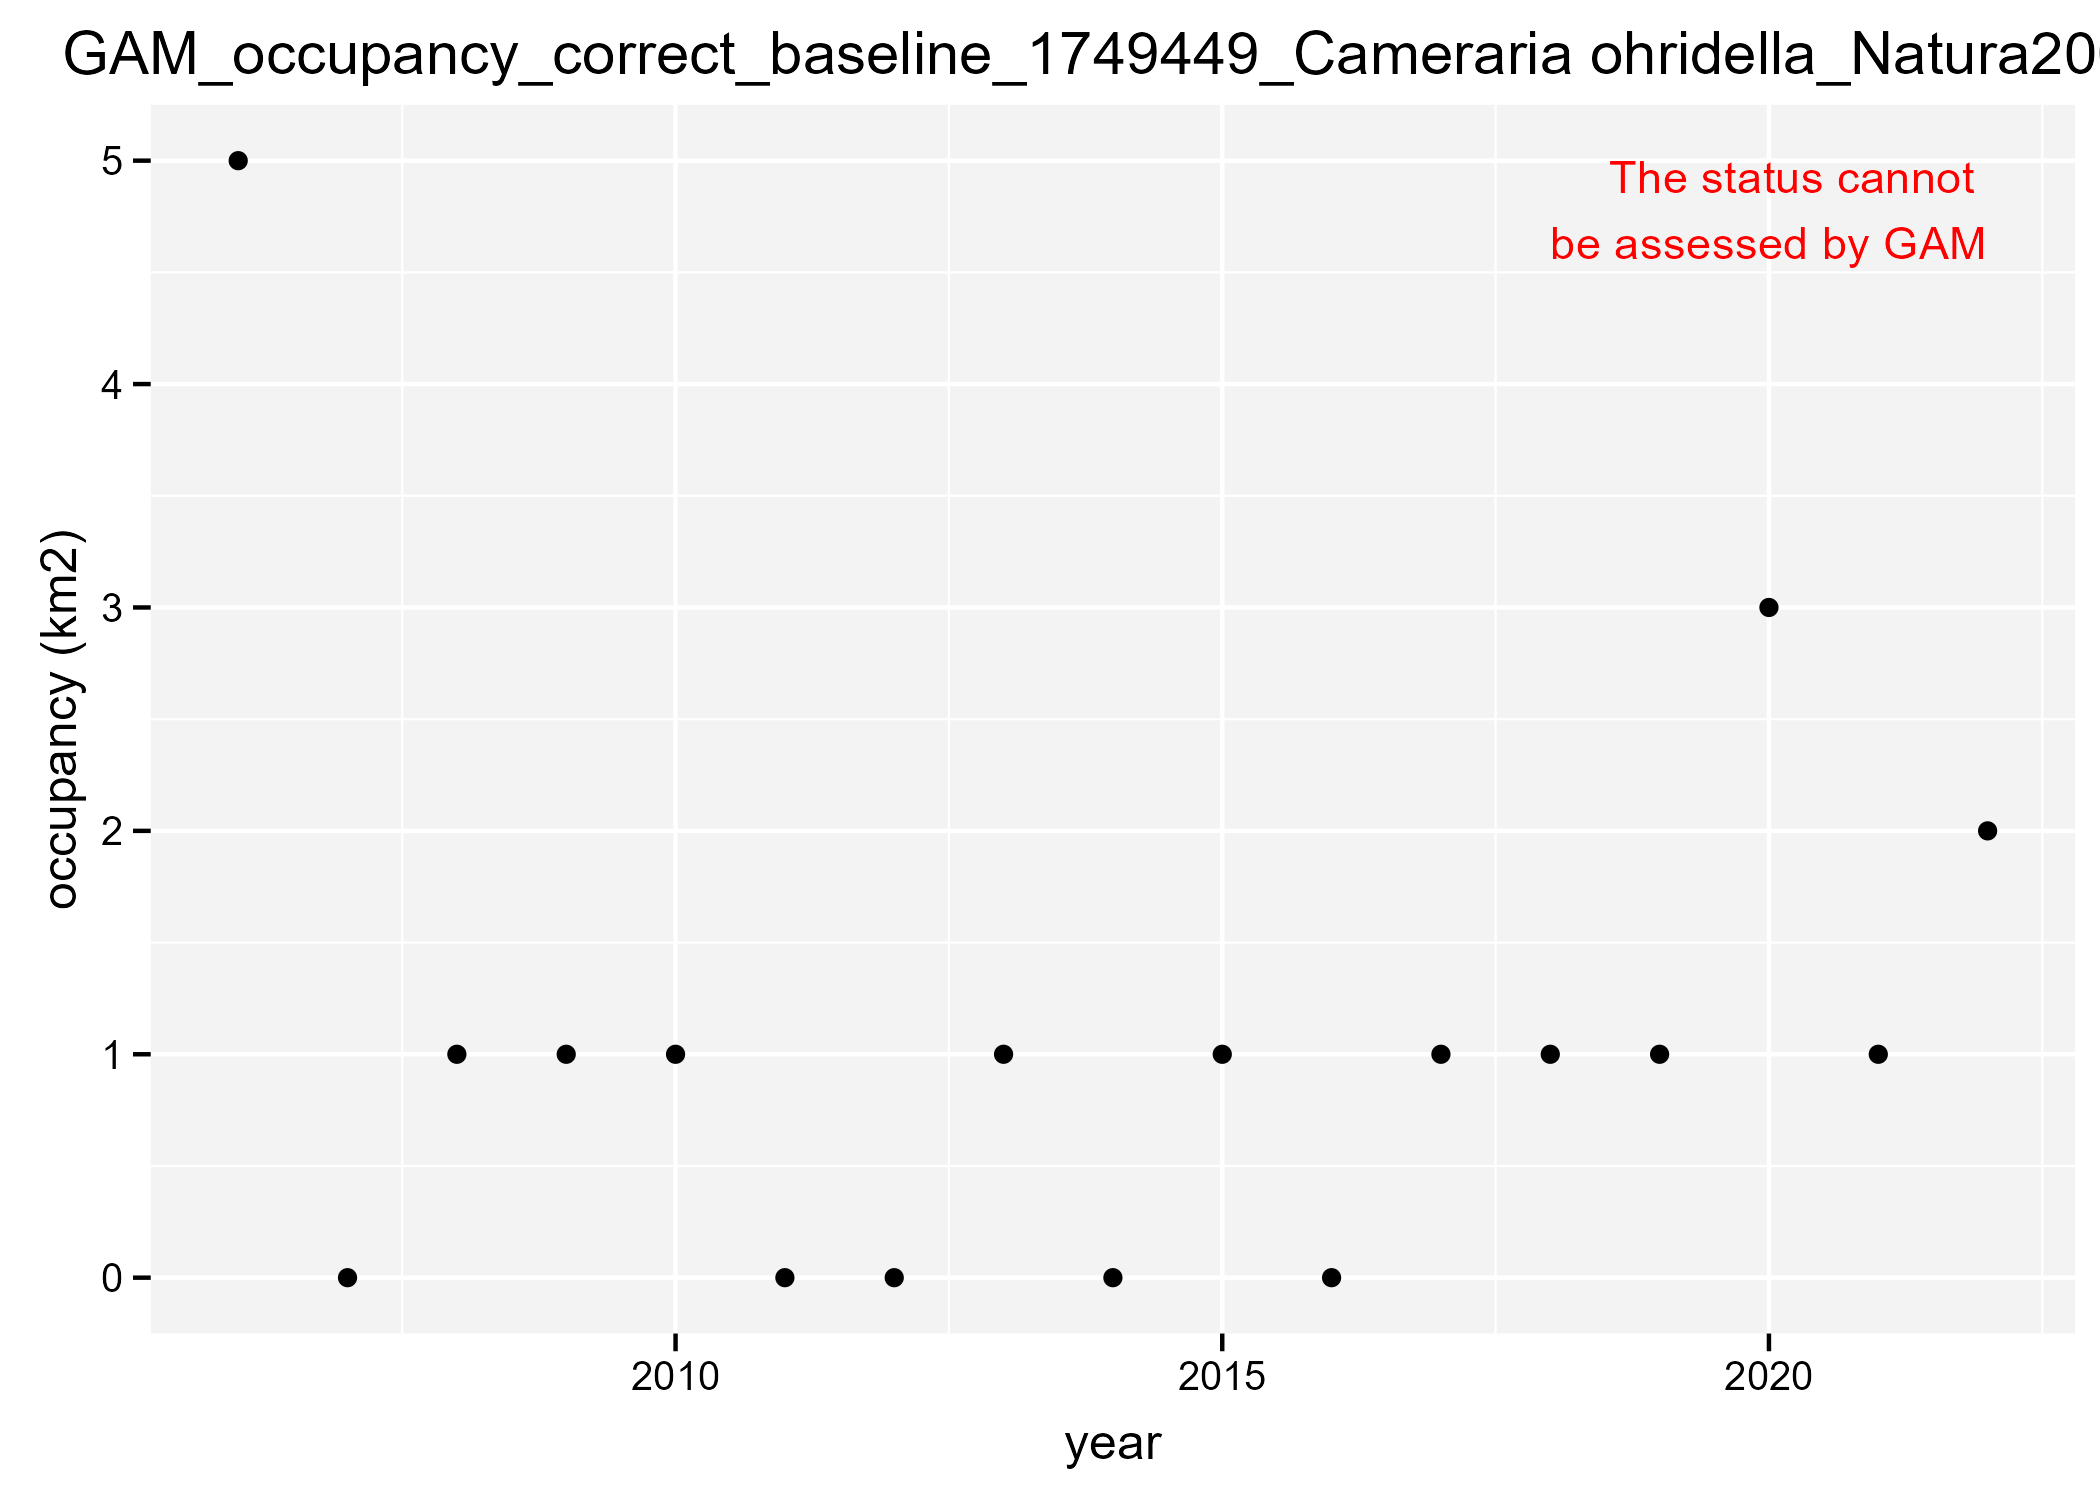 GAM_occupancy_correct_baseline_1749449_Cameraria ohridella_Natura20
The status cannot
be assessed by GAM
5
4
3
2
1
0
occupancy (km2)
2010
2015
2020
year